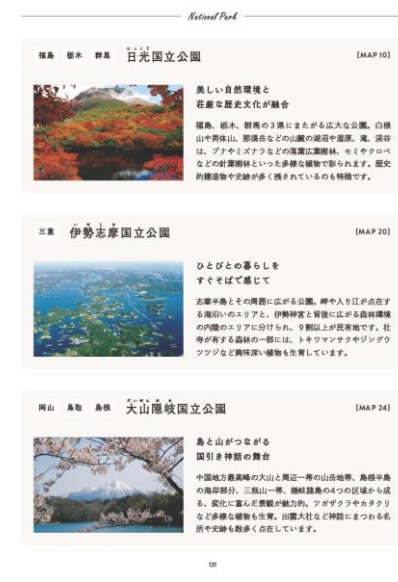 National Park
福島 栃木 群馬 日光国立公園 [MAP 10]
にっこう
美しい自然環境と
荘厳な歴史文化が融合
福島、栃木、群馬の3県にまたがる広大な公園。白根
山や男体山、那須岳などの山麓の湖沼や湿原、滝、渓谷
は、ブナやミズナラなどの落葉広葉樹林、モミやクロベ
などの針葉樹林といった多様な植物で彩られます。歴史
的建造物や史跡が多く残されているのも特徴です。
三重 伊勢志摩国立公園 [MAP 20]
いせしま
ひとびとの暮らしを
すぐそばで感じて
志摩半島とその周囲に広がる公園。岬や入り江が点在す
る海沿いのエリアと、伊勢神宮と背後に広がる森林環境
の内陸のエリアに分けられ、9割以上が民有地です。社
寺が有する森林の一部には、トキワマンサクやジングウ
ツツジなど興味深い植物も生育しています。
岡山 鳥取 島根 大山隠岐国立公園 [MAP 24]
だいせんおき
島と山がつながる
国引き神話の舞台
中国地方最高峰の大山と周辺一帯の山岳地帯、島根半島
の海岸部分、三瓶山一帯、隠岐諸島の4つの区域から成
る、変化に富んだ景観が魅力的。ツガザクラやカタクリ
など多様な植物も生育。出雲大社など神話にまつわる名
所や史跡も数多く点在しています。
131